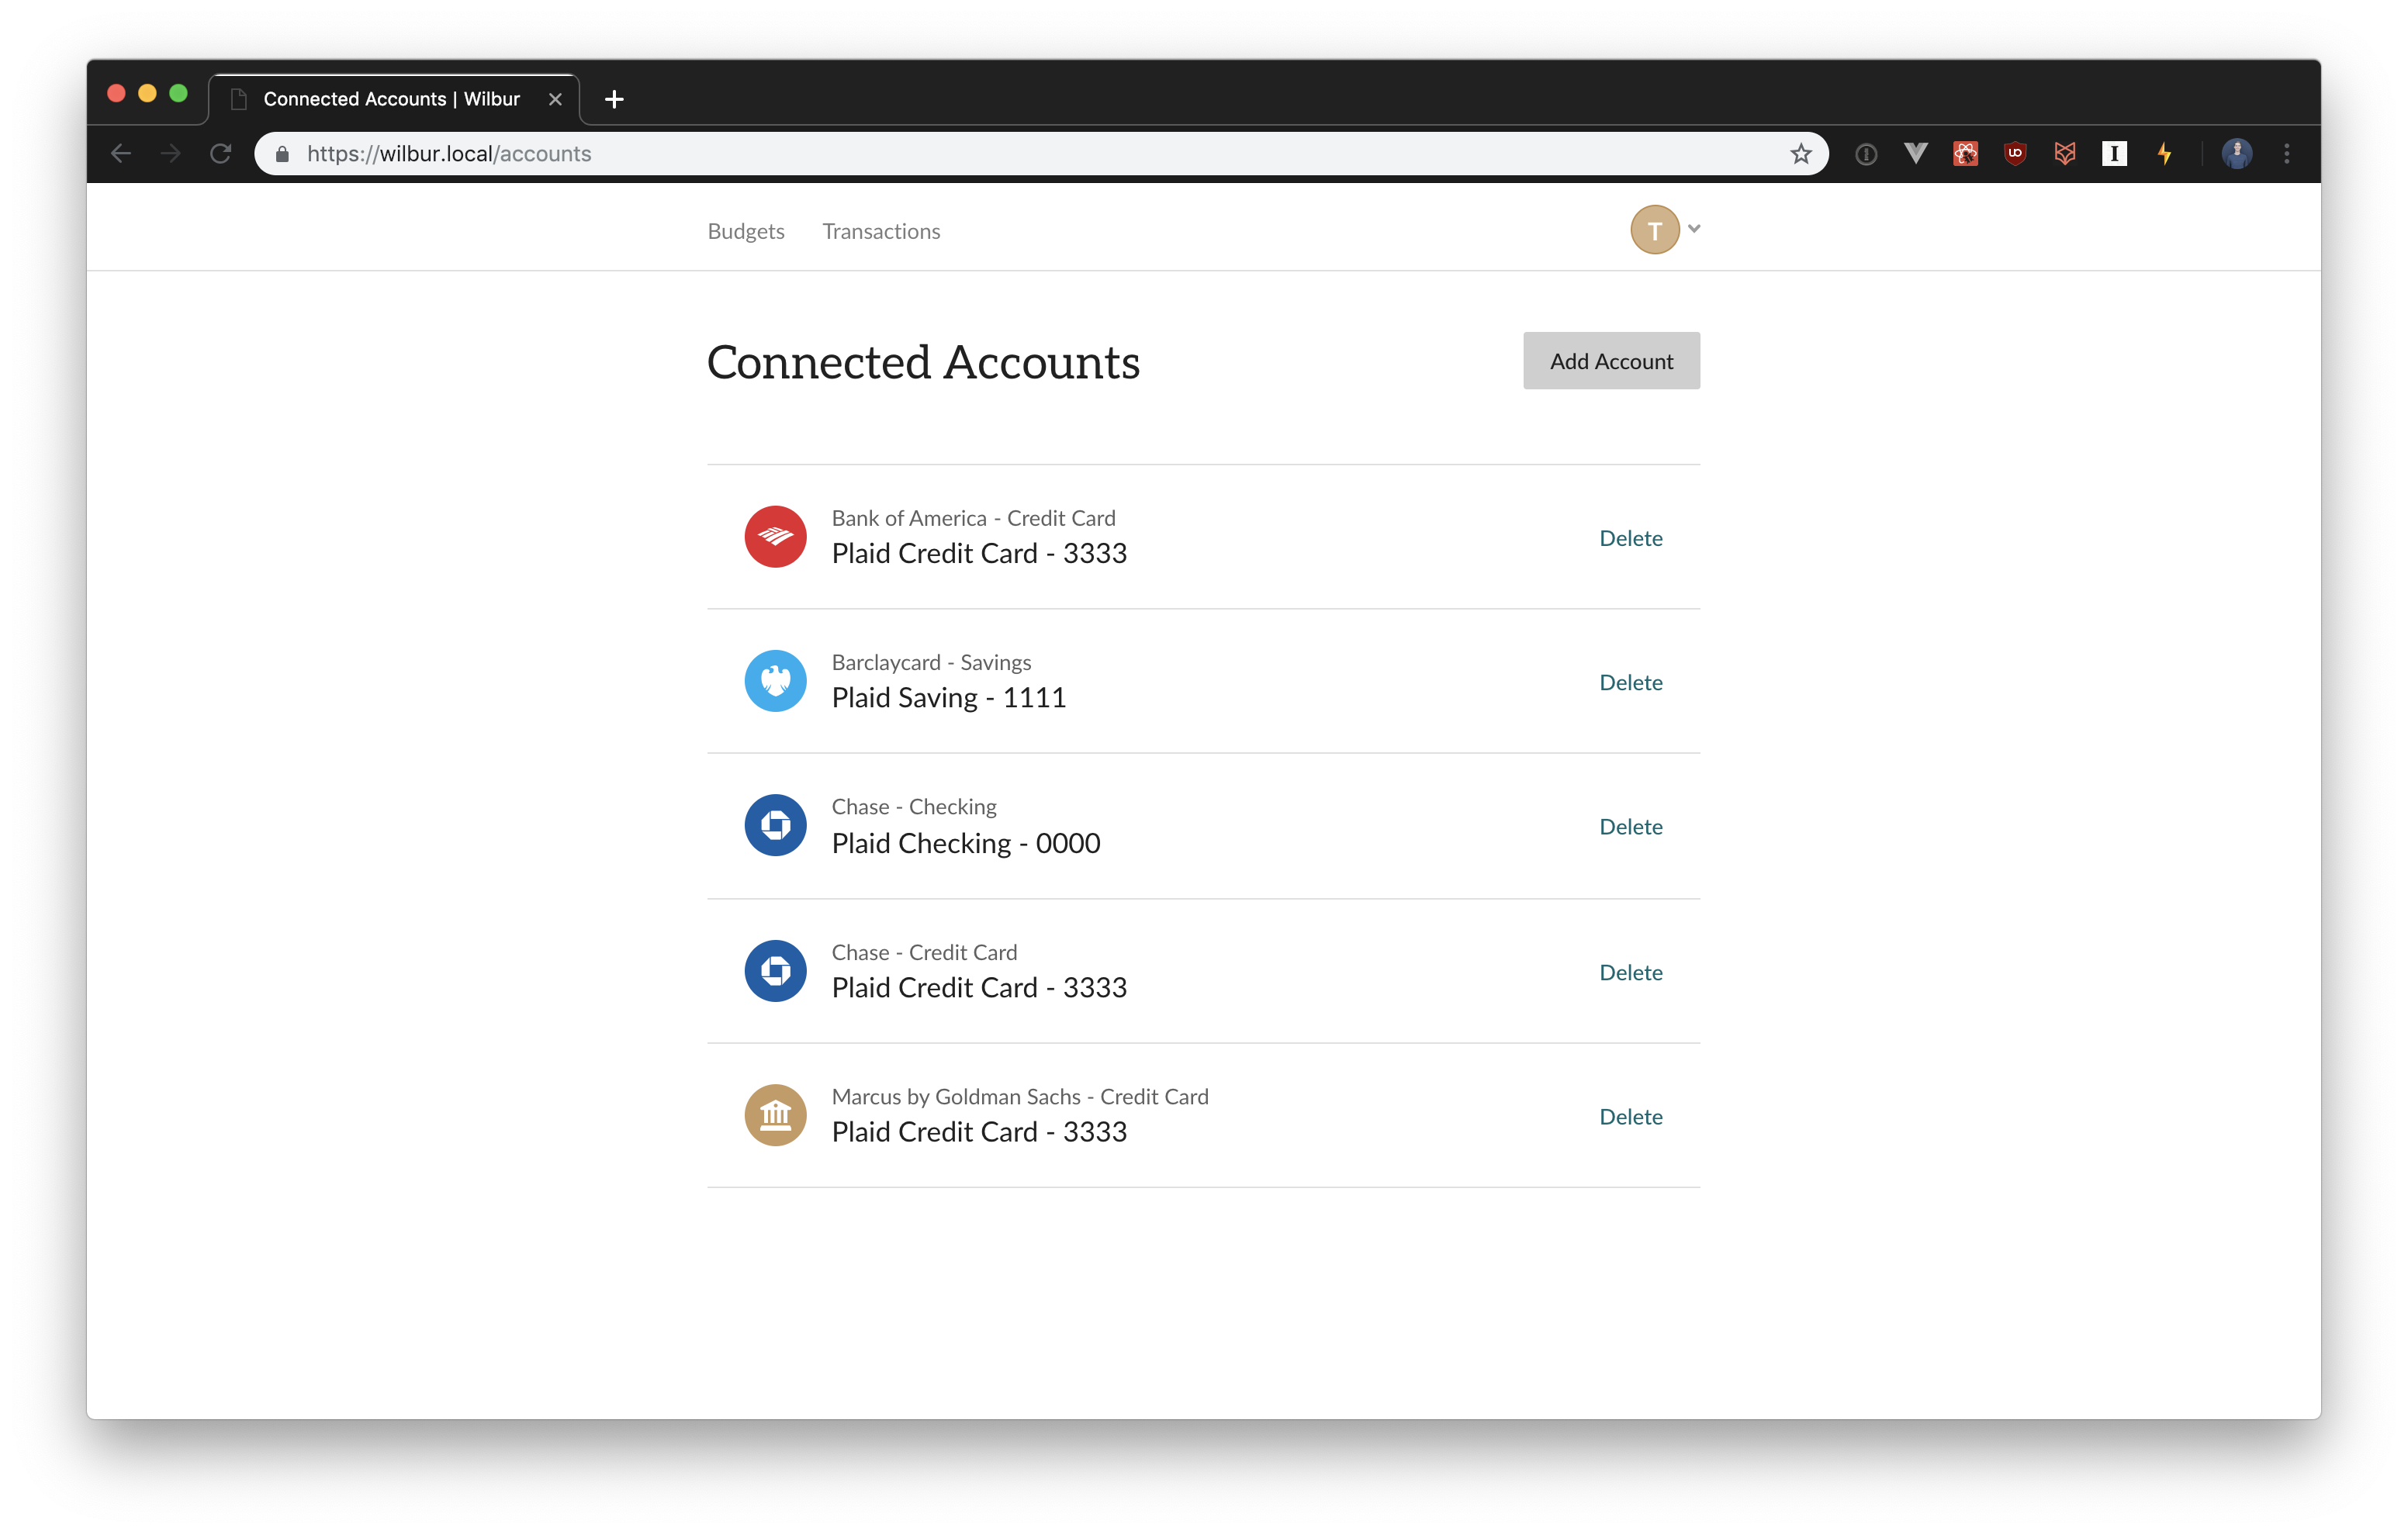 Connected Accounts | Wilbur
https://wilbur.local/accounts
Budgets Transactions
T
Connected Accounts
Add Account
Bank of America - Credit Card
Plaid Credit Card - 3333
Delete
Barclaycard - Savings
Plaid Saving - 1111
Delete
Chase - Checking
Plaid Checking - 0000
Delete
Chase - Credit Card
Plaid Credit Card - 3333
Delete
Marcus by Goldman Sachs - Credit Card
Plaid Credit Card - 3333
Delete